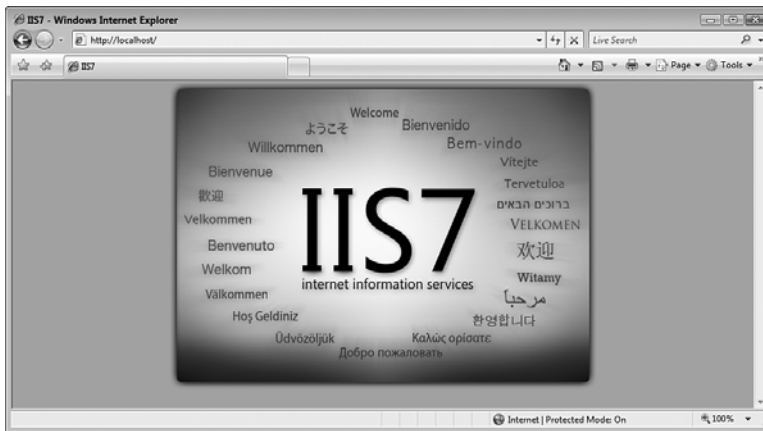 IIS7 - Windows Internet Explorer
http://localhost/
Live Search
IIS7
Page
Tools
Welcome
ようこそ
Bienvenido
Willkommen
Bem-vindo
Vítejte
Bienvenue
Tervetuloa
歡迎
ברוכים הבאים
Velkommen
VELKOMEN
IIS7
Benvenuto
欢迎
Welkom
Witamy
internet information services
Välkommen
مرحباً
Hoş Geldiniz
환영합니다
Üdvözöljük
Καλώς ορίσατε
Добро пожаловать
Internet | Protected Mode: On
100%